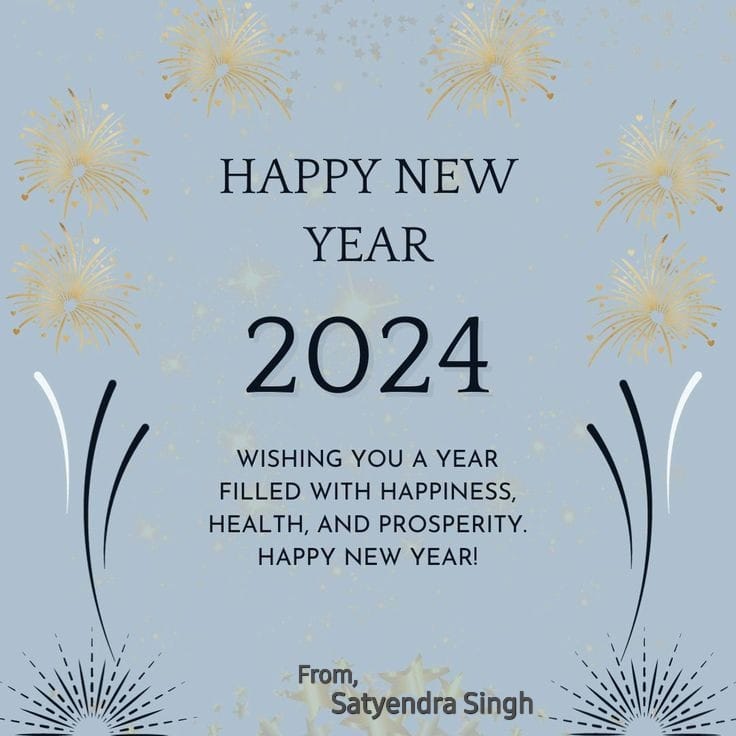 HAPPY NEW
YEAR
2024
WISHING YOU A YEAR
FILLED WITH HAPPINESS,
HEALTH, AND PROSPERITY.
HAPPY NEW YEAR!
From,
Satyendra Singh